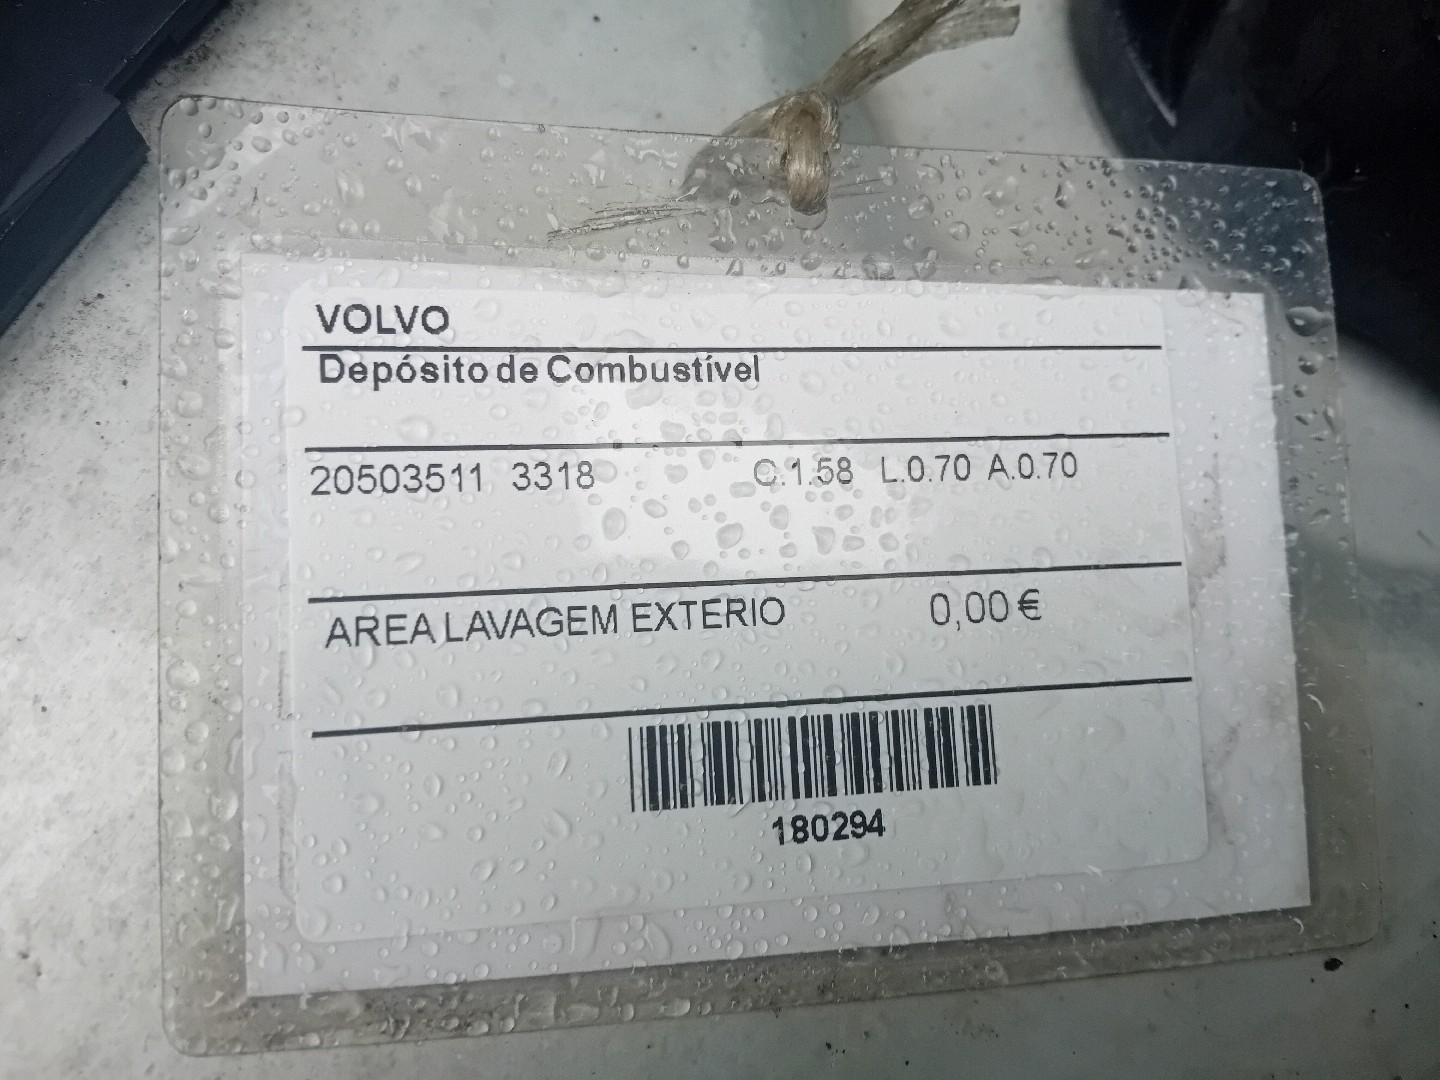 VOLVO
Depósito de Combustível
20503511 3318 C.1.58 L.0.70 A.0.70
AREA LAVAGEM EXTERIO 0,00 €
180294